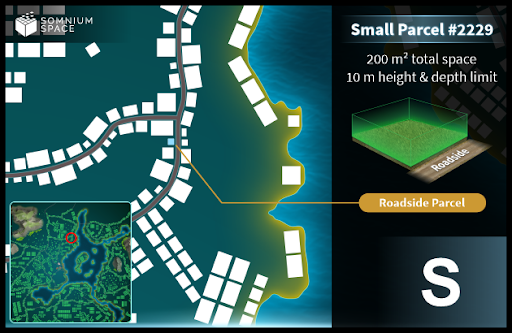 SOMNIUM
SPACE
Small Parcel #2229
200 m² total space
10 m height & depth limit
Roadside
Roadside Parcel
S